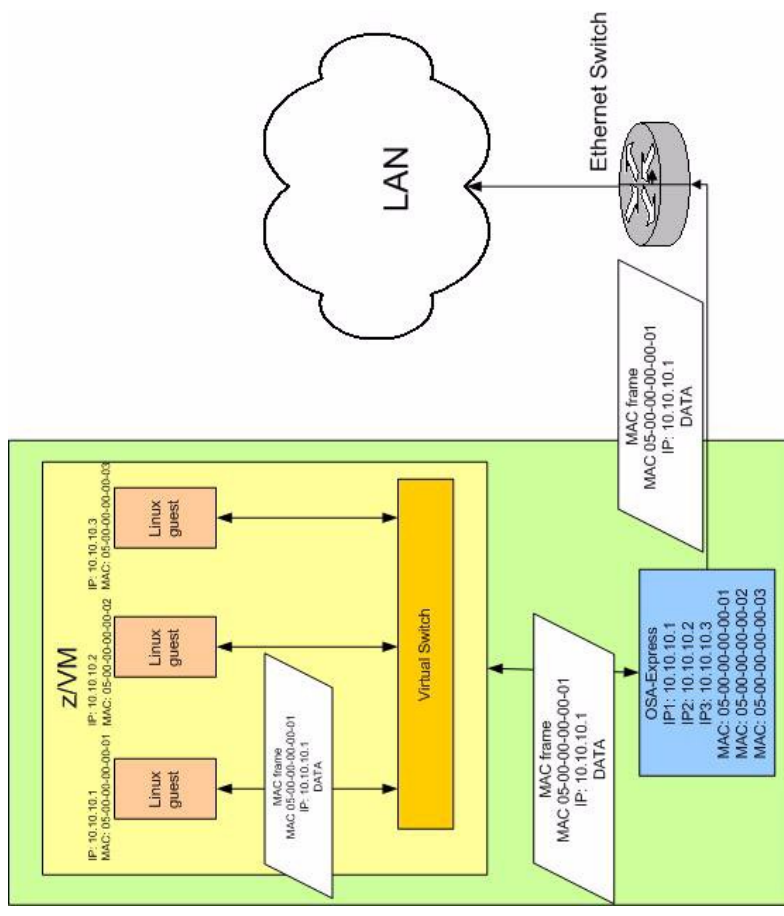 z/VM
IP: 10.10.10.1
MAC: 05-00-00-00-00-01
IP: 10.10.10.2
MAC: 05-00-00-00-00-02
IP: 10.10.10.3
MAC: 05-00-00-00-00-03
Linux
guest
Linux
guest
Linux
guest
MAC frame
MAC 05-00-00-00-00-01
IP: 10.10.10.1
DATA
Virtual Switch
MAC frame
MAC 05-00-00-00-00-01
IP: 10.10.10.1
DATA
OSA-Express
IP1: 10.10.10.1
IP2: 10.10.10.2
IP3: 10.10.10.3
MAC: 05-00-00-00-00-01
MAC: 05-00-00-00-00-02
MAC: 05-00-00-00-00-03
MAC frame
MAC 05-00-00-00-00-01
IP: 10.10.10.1
DATA
LAN
Ethernet Switch